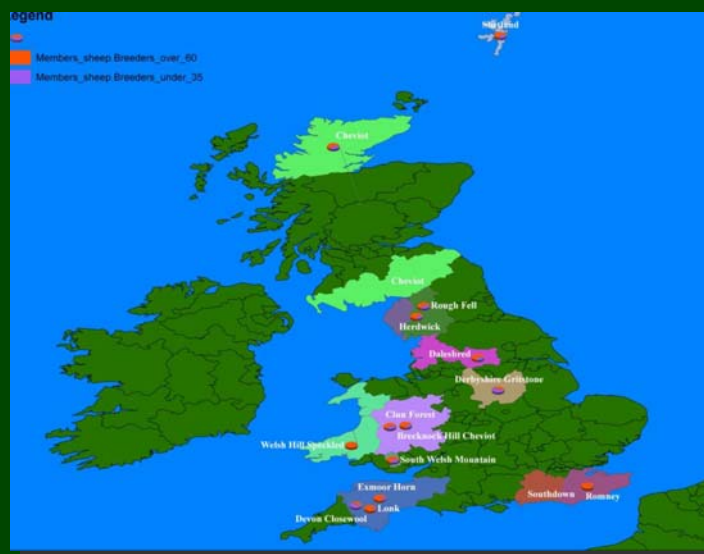 Legend
Members_sheep.Breeders_over_60
Members_sheep.Breeders_under_35
Shetland
Cheviot
Cheviot
Rough Fell
Herdwick
Dalesbred
Derbyshire Gritstone
Clun Forest
Brecknock Hill Cheviot
Welsh Hill Speckled
South Welsh Mountain
Exmoor Horn
Southdown
Romney
Lonk
Devon Closewool